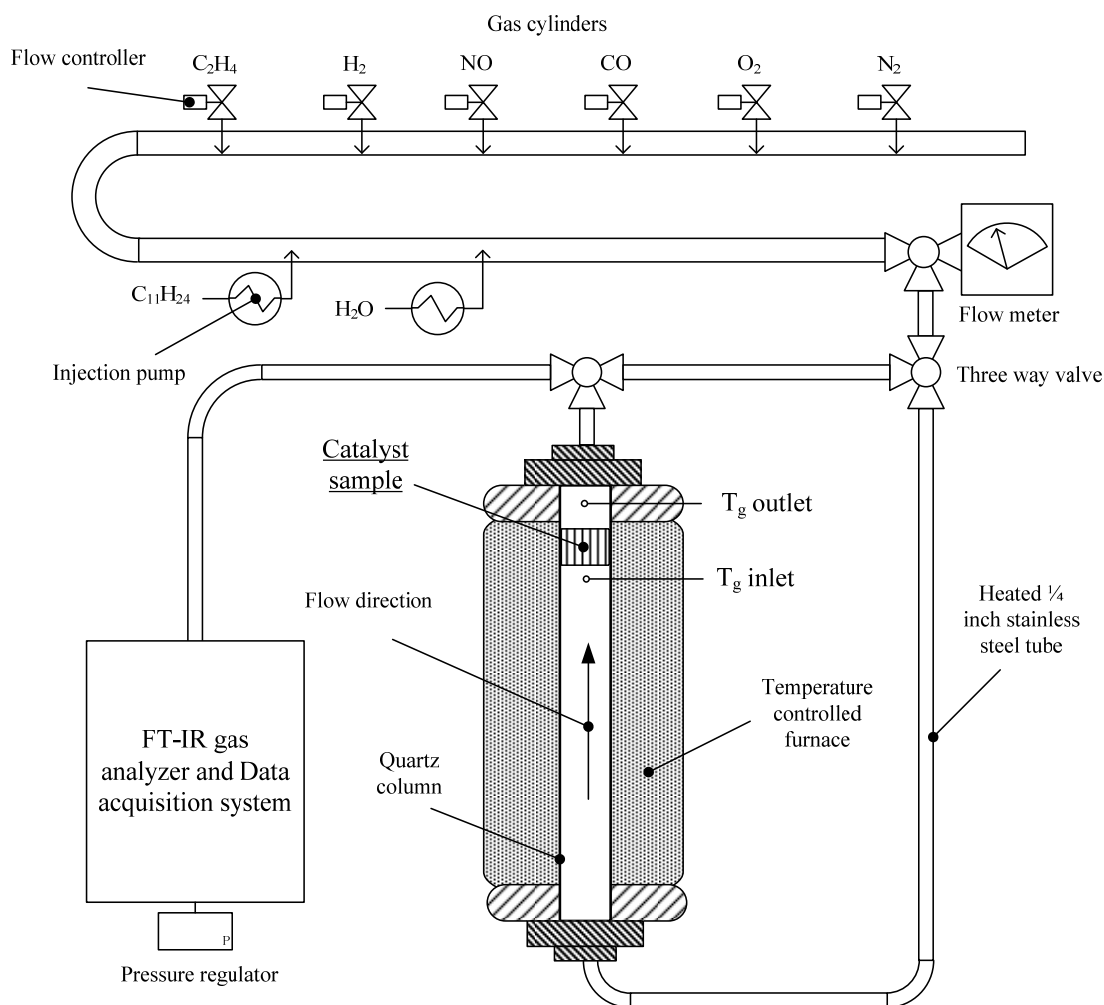 Gas cylinders
Flow controller
C₂H₄
H₂
NO
CO
O₂
N₂
C₁₁H₂₄
H₂O
Flow meter
Injection pump
Three way valve
Catalyst
sample
T_g outlet
T_g inlet
Flow direction
Heated ¼
inch stainless
steel tube
Temperature
controlled
furnace
Quartz
column
FT-IR gas
analyzer and Data
acquisition system
P
Pressure regulator